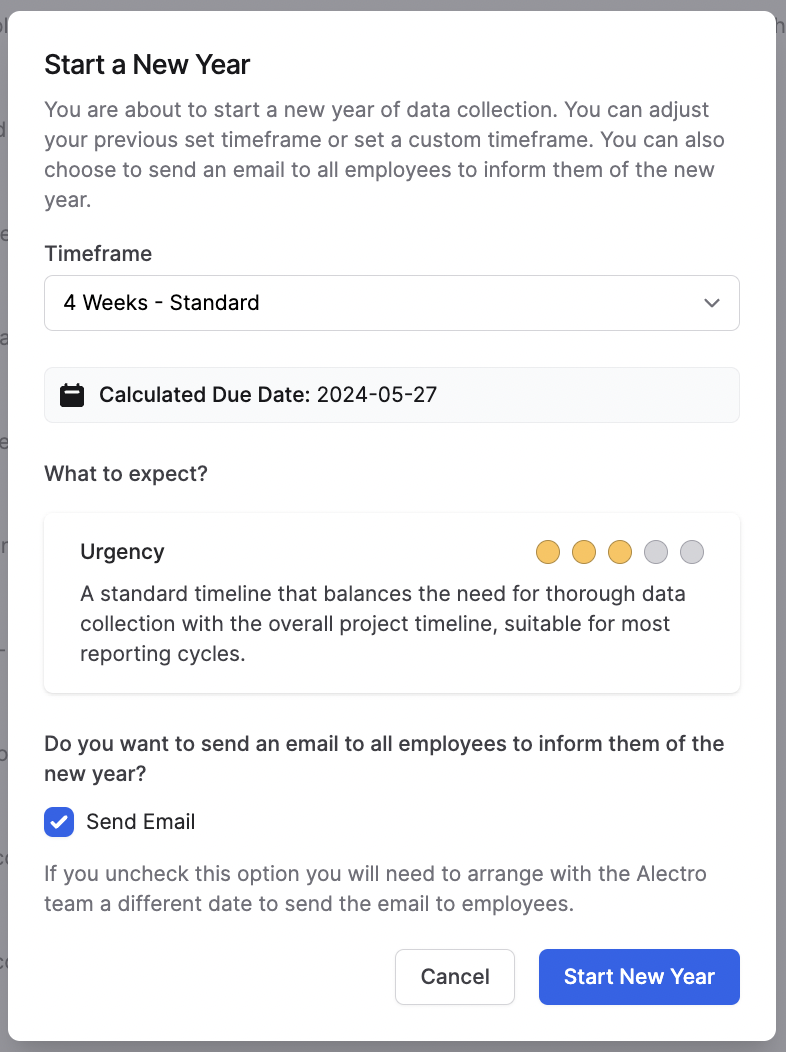 Start a New Year
You are about to start a new year of data collection. You can adjust
your previous set timeframe or set a custom timeframe. You can also
choose to send an email to all employees to inform them of the new
year.
Timeframe
4 Weeks - Standard
Calculated Due Date: 2024-05-27
What to expect?
Urgency
A standard timeline that balances the need for thorough data
collection with the overall project timeline, suitable for most
reporting cycles.
Do you want to send an email to all employees to inform them of the
new year?
Send Email
If you uncheck this option you will need to arrange with the Alectro
team a different date to send the email to employees.
Cancel
Start New Year